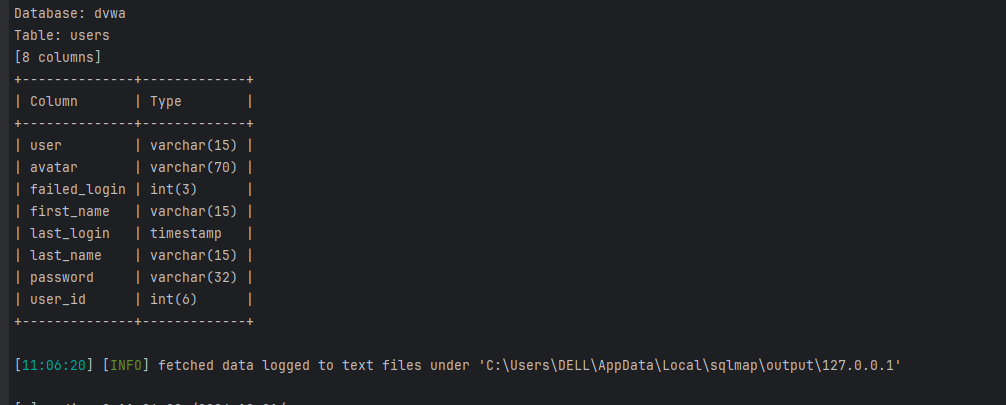 Database: dvwa
Table: users
[8 columns]
+--------------+-------------+
| Column       | Type        |
+--------------+-------------+
| user         | varchar(15) |
| avatar       | varchar(70) |
| failed_login | int(3)      |
| first_name   | varchar(15) |
| last_login   | timestamp   |
| last_name    | varchar(15) |
| password     | varchar(32) |
| user_id      | int(6)      |
+--------------+-------------+
[11:06:20] [INFO] fetched data logged to text files under 'C:\Users\DELL\AppData\Local\sqlmap\output\127.0.0.1'